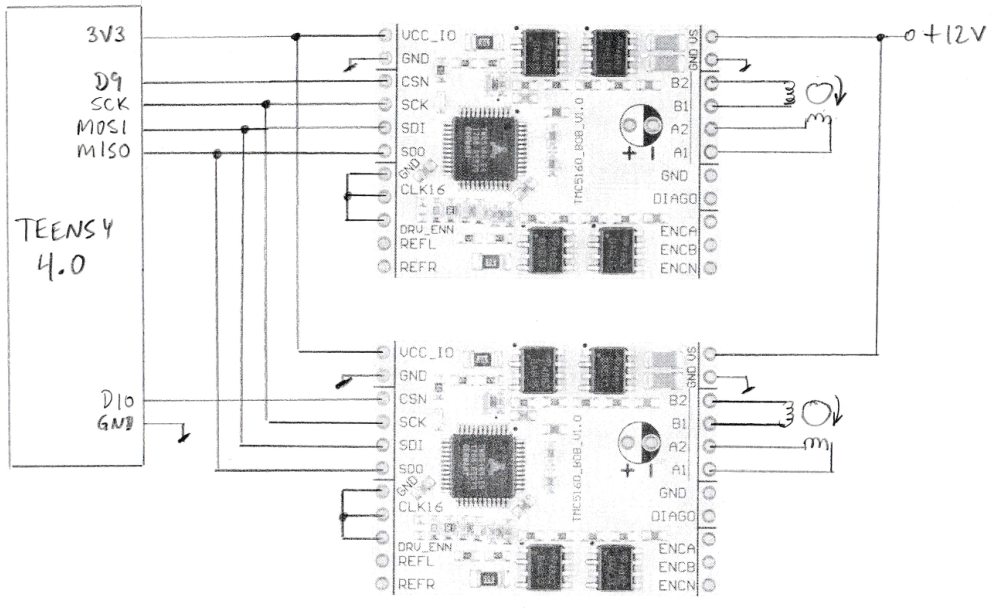 3V3
D9
SCK
MOSI
MISO
TEENSY
4.0
D10
GND
VCC_IO
GND
CSN
SCK
SDI
SDO
GND
CLK16
DRV_ENN
REFL
REFR
TMC5160_BOB_V1.0
+ -
VS
GND
B2
B1
A2
A1
GND
DIAG0
ENCA
ENCB
ENCN
+12V
VCC_IO
GND
CSN
SCK
SDI
SDO
GND
CLK16
DRV_ENN
REFL
REFR
TMC5160_BOB_V1.0
+ -
VS
GND
B2
B1
A2
A1
GND
DIAG0
ENCA
ENCB
ENCN